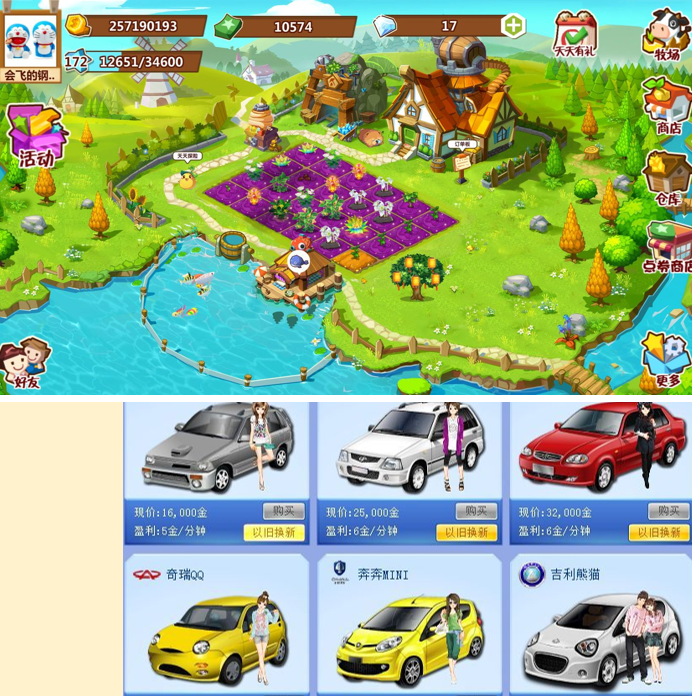 257190193
10574
17
172 12651/34600
会飞的钢..
天天有礼
牧场
活动
天天探险
订单板
商店
仓库
点券商店
好友
更多
现价:16,000金
购买
盈利:5金/分钟
以旧换新
现价:25,000金
购买
盈利:6金/分钟
以旧换新
现价:32,000金
购买
盈利:6金/分钟
以旧换新
奇瑞QQ
奔奔MINI
吉利熊猫